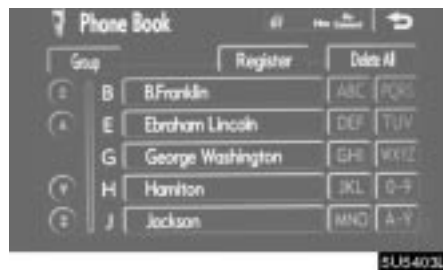 Phone Book
Group Register Delete All
B B.Franklin ABC PQRS
E Ebraham Lincoln DEF TUV
G George Washington GHI WXYZ
H Hamilton JKL 0-9
J Jackson MNO A-Y
5U5403L